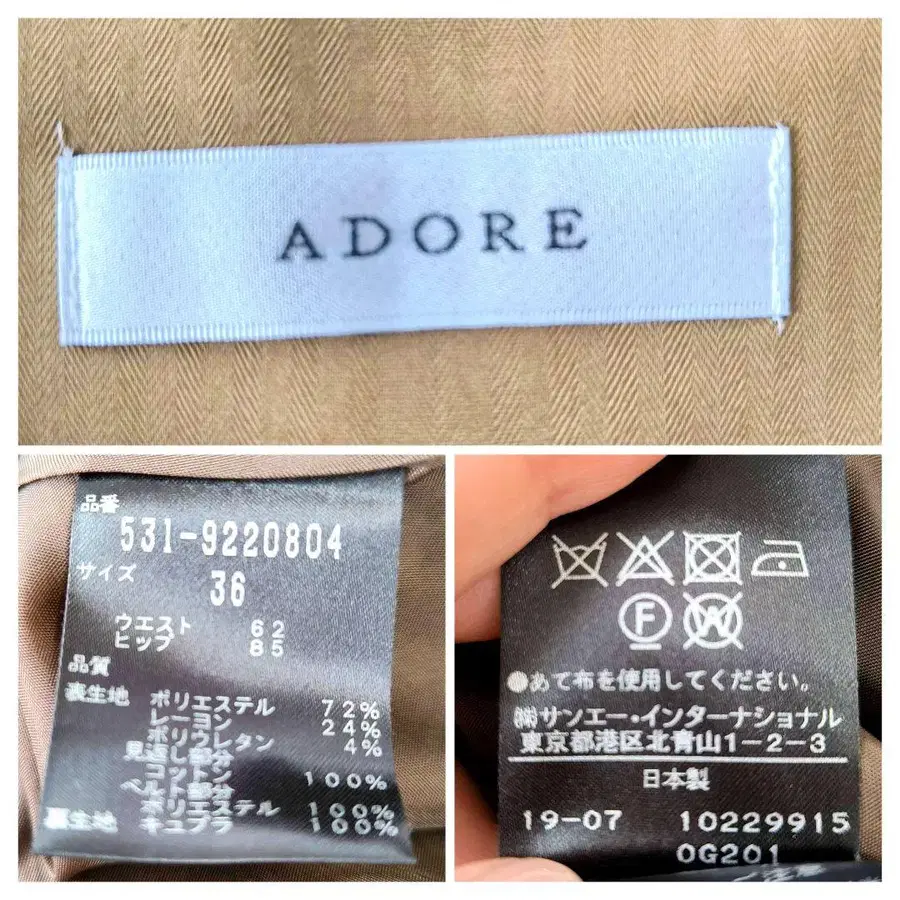 ADORE
品番
531-9220804
サイズ
36
ウエスト 62
ヒップ 85
品質
表生地 ポリエステル 72%
レーヨン 24%
ポリウレタン 4%
見返し部分
コットン 100%
ベルト部分
ポリエステル 100%
裏生地 キュプラ 100%
F
W
●あて布を使用してください。
㈱サンエー・インターナショナル
東京都港区北青山1-2-3
日本製
19-07 10229915
0G201
ご注意